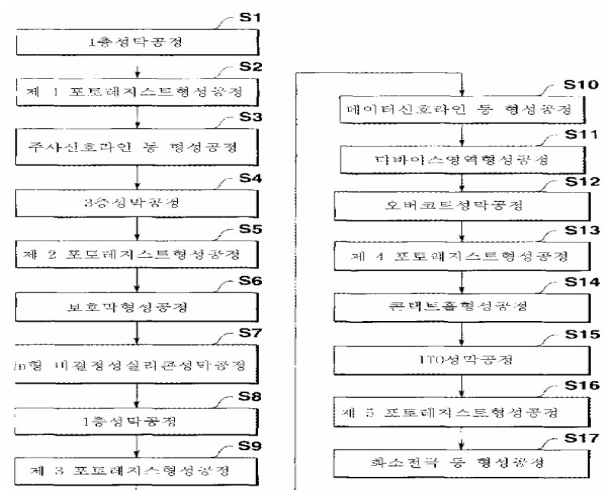 S1
1층성막공정
S2
제 1 포토레지스트형성공정
S3
주사신호라인 등 형성공정
S4
3층성막공정
S5
제 2 포토레지스트형성공정
S6
보호막형성공정
S7
n형 비결정성실리콘성막공정
S8
1층성막공정
S9
제 3 포토레지스트형성공정
S10
데이터신호라인 등 형성공정
S11
디바이스영역형성공정
S12
오버코트성막공정
S13
제 4 포토레지스트형성공정
S14
콘택트홀형성공정
S15
ITO성막공정
S16
제 5 포토레지스트형성공정
S17
화소전극 등 형성공정